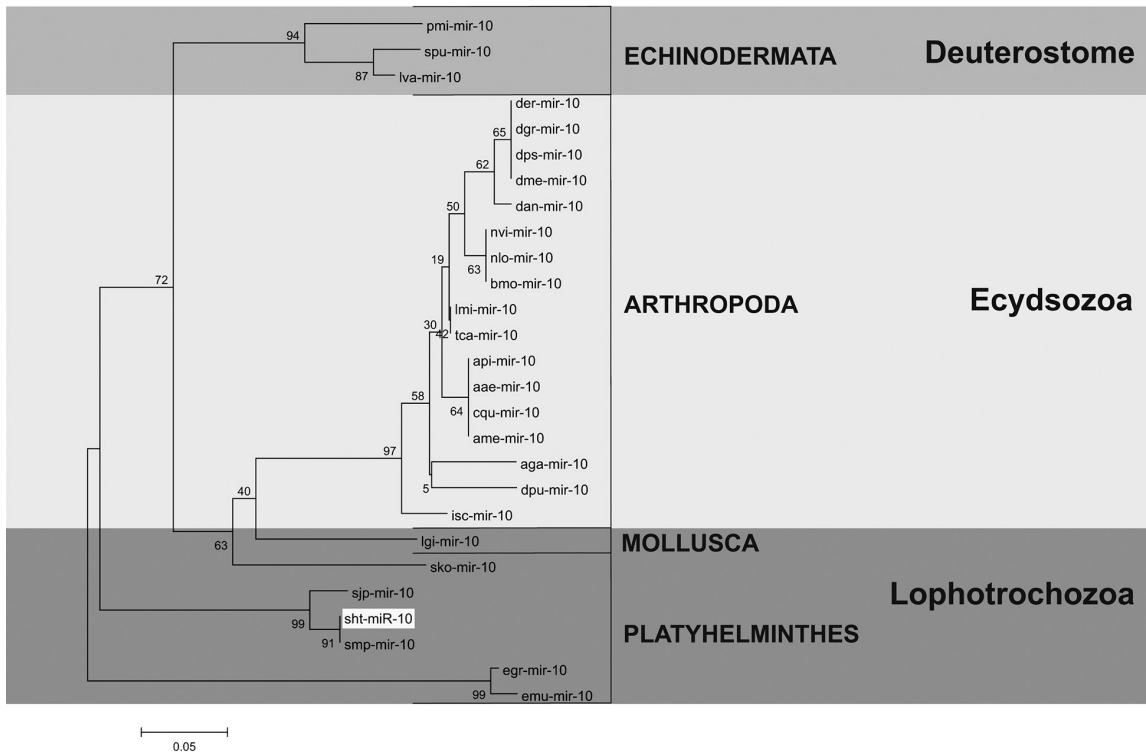 pmi-mir-10
94
spu-mir-10
87
lva-mir-10
ECHINODERMATA
Deuterostome
der-mir-10
65
dgr-mir-10
dps-mir-10
62
dme-mir-10
dan-mir-10
50
nvi-mir-10
19
nlo-mir-10
63
bmo-mir-10
72
lmi-mir-10
30
42
tca-mir-10
ARTHROPODA
Ecydsozoa
api-mir-10
aae-mir-10
58
64
cqu-mir-10
ame-mir-10
97
aga-mir-10
40
5
dpu-mir-10
isc-mir-10
63
lgi-mir-10
MOLLUSCA
sko-mir-10
sjp-mir-10
Lophotrochozoa
99
sht-miR-10
91
smp-mir-10
PLATYHELMINTHES
egr-mir-10
99
emu-mir-10
0.05